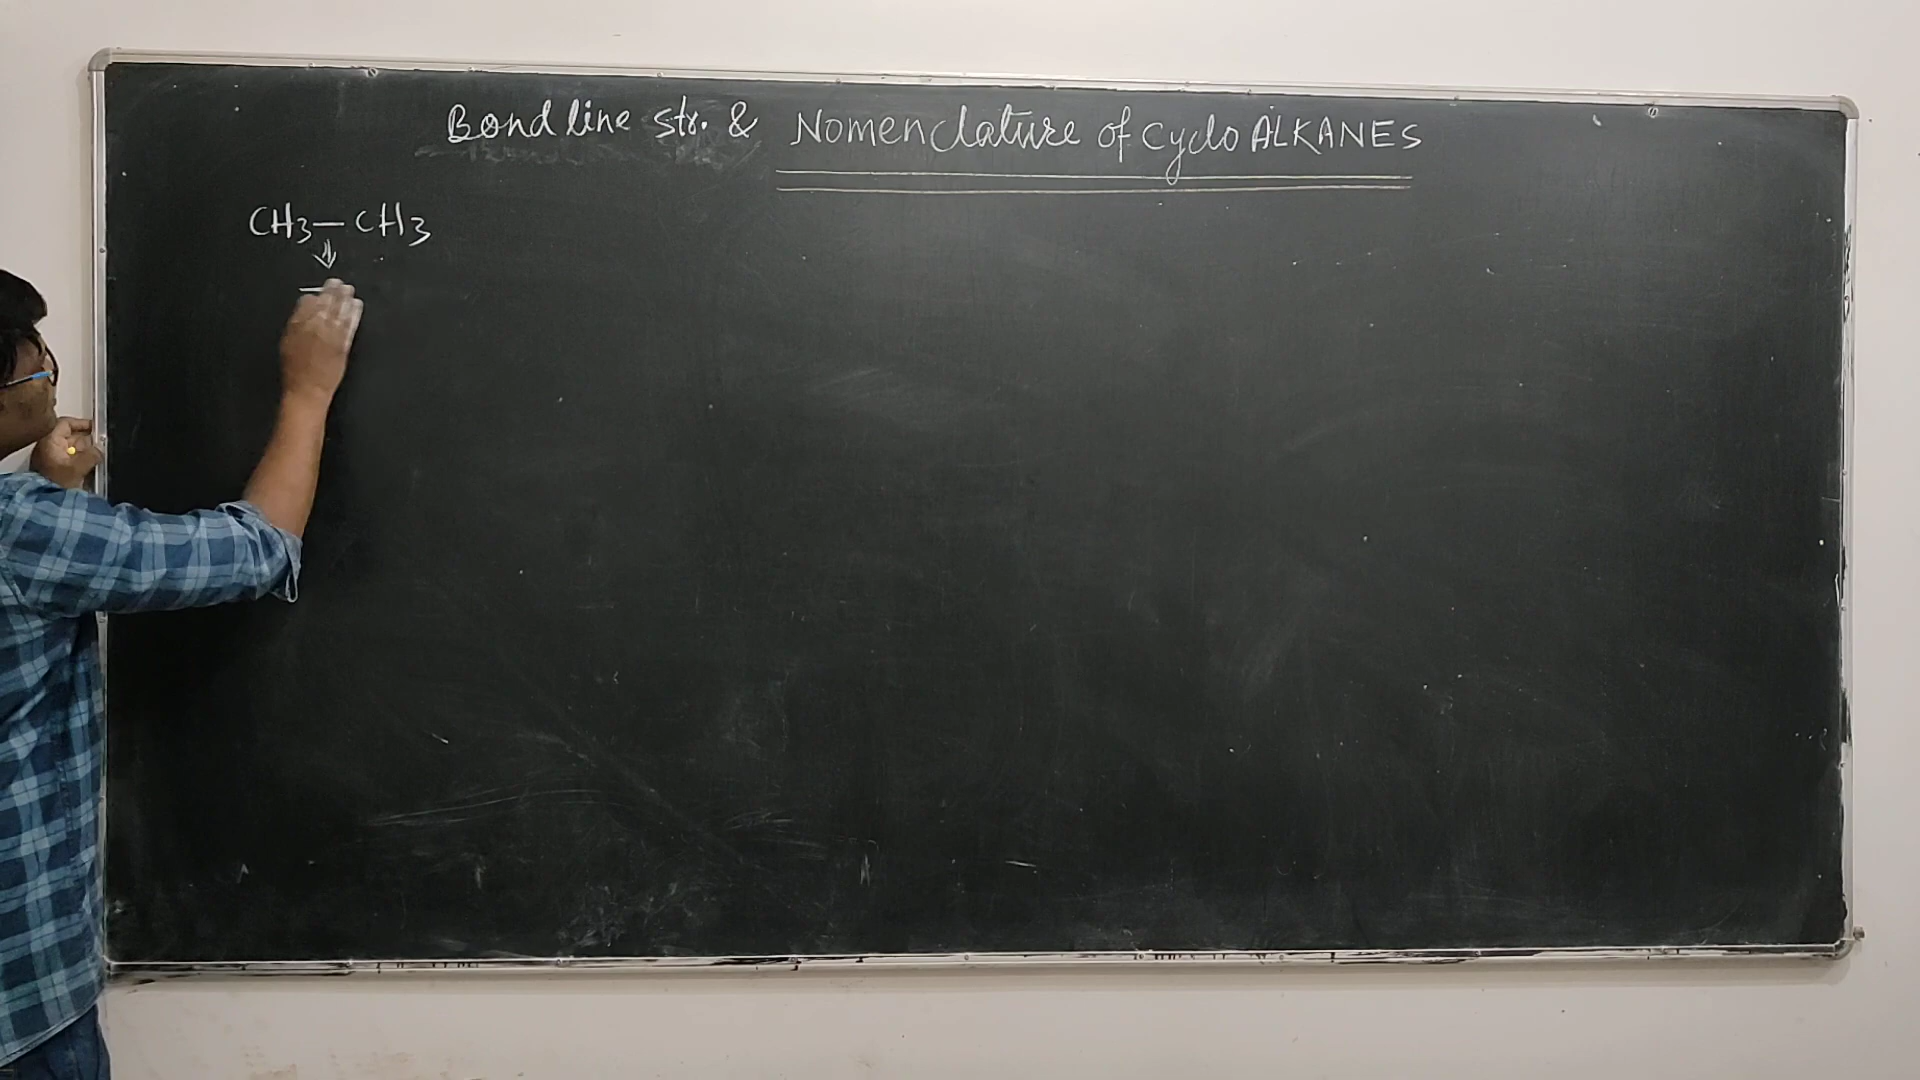 Bond line str. & Nomenclature of Cyclo ALKANES
CH3—CH3